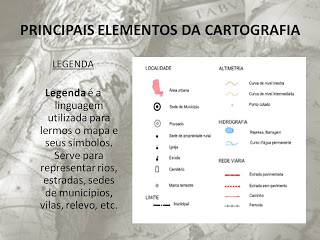 PRINCIPAIS ELEMENTOS DA CARTOGRAFIA
LEGENDA
Legenda é a
linguagem
utilizada para
lermos o mapa e
seus símbolos.
Serve para
representar rios,
estradas, sedes
de municípios,
vilas, relevo, etc.
LOCALIDADE
Área urbana
Sede de Município
Povoado
Sede de propriedade rural
Igreja
Escola
Cemitério
Marco terrestre
LIMITE
Municipal
ALTIMETRIA
Curva de nível mestra
Curva de nível intermediária
Ponto cotado
HIDROGRAFIA
Represa, Barragem
Curso d'água permanente
REDE VIÁRIA
Estrada pavimentada
Estrada sem pavimento
Caminho
Ferrovia